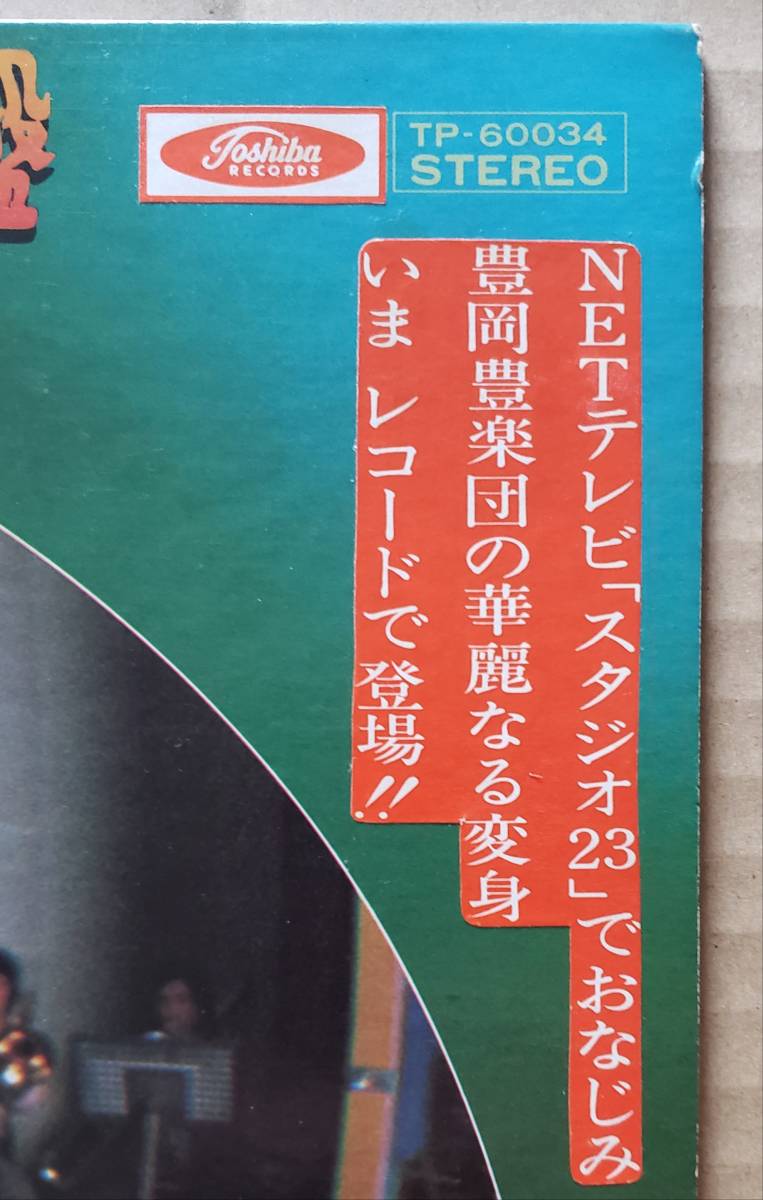 Toshiba
RECORDS
TP-60034
STEREO
NETテレビ「スタジオ23」でおなじみ
豊岡豊楽団の華麗なる変身
いま レコードで登場!!